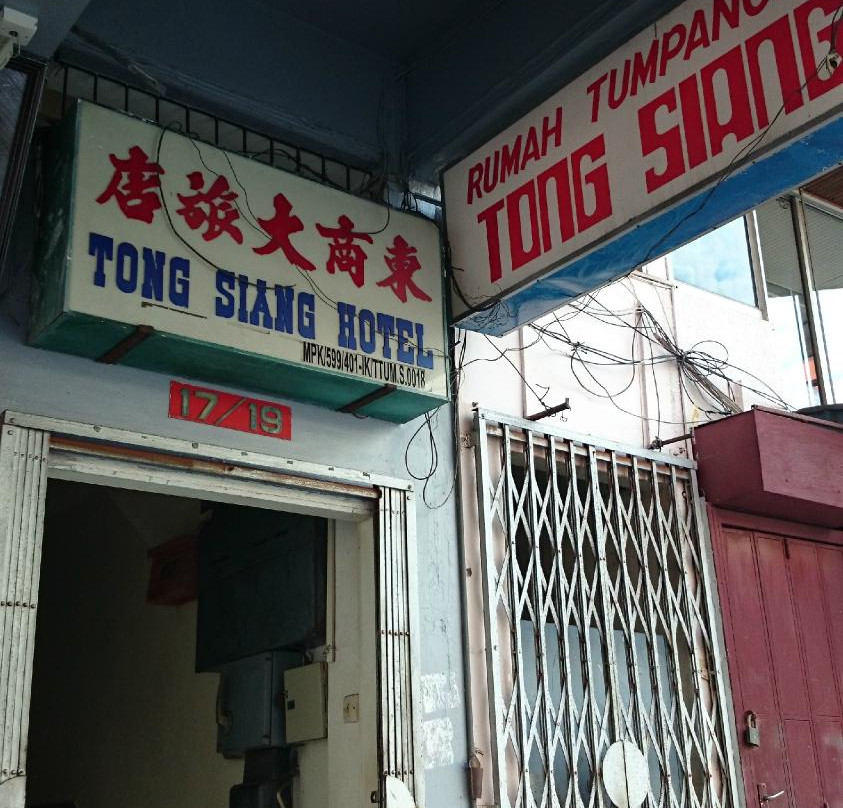 東商大旅店
TONG SIANG HOTEL
MPK/599/401-IK/TTUM.S.0018
17/19
RUMAH TUMPANG
TONG SIANG